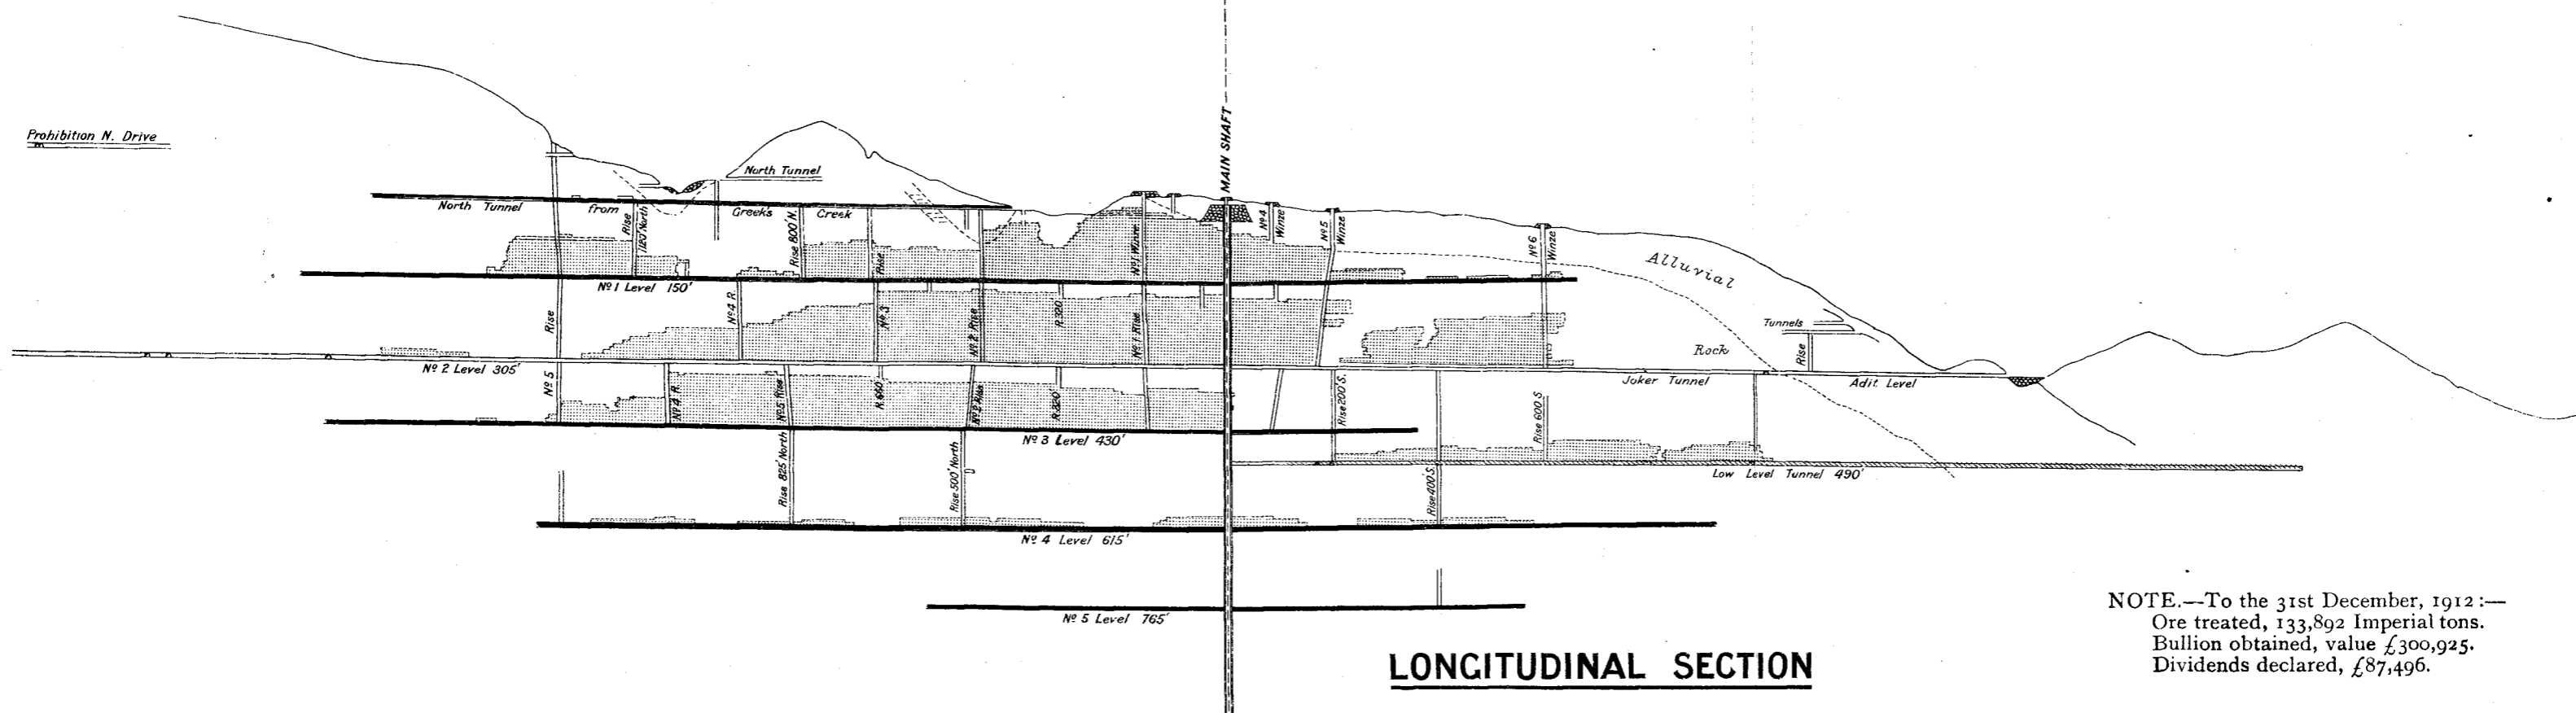 MAIN SHAFT
Prohibition N. Drive
North Tunnel
North Tunnel from Greeks Creek
Rise 1120' North
Rise 800' N.
Rise
Nº 1 Winze
Nº 4 Winze
Nº 5 Winze
Nº 6 Winze
Alluvial
Nº 1 Level 150'
Rise
Nº 4 R.
Nº 3
Nº 2 Rise
R. 320
Nº 1 Rise
Tunnels
Rise
Rock
Nº 2 Level 305'
Joker Tunnel
Adit Level
Nº 5
Nº 4 R.
Nº 5 Rise
R. 660'
Nº 2 Rise
R. 320'
Rise 200' S.
Rise 600 S
Nº 3 Level 430'
Low Level Tunnel 490'
Rise 825' North
Rise 500' North
Rise 400 S.
Nº 4 Level 615'
Nº 5 Level 765'
LONGITUDINAL SECTION
NOTE.—To the 31st December, 1912:—
Ore treated, 133,892 Imperial tons.
Bullion obtained, value £300,925.
Dividends declared, £87,496.